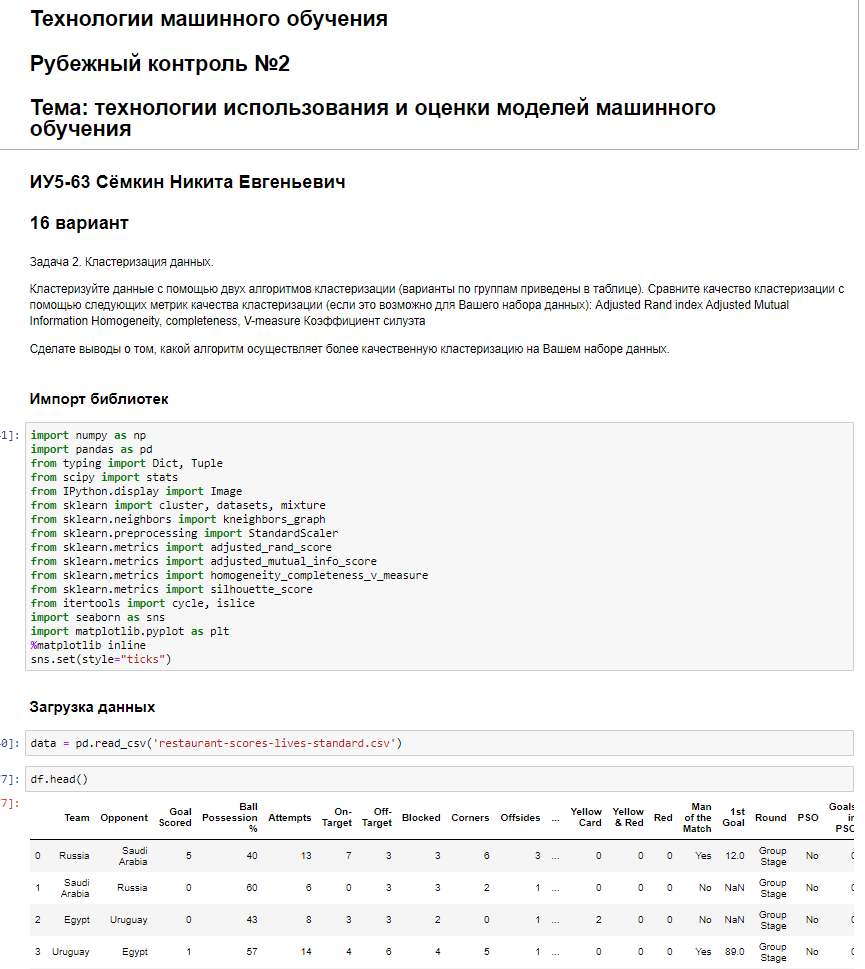 Технологии машинного обучения
Рубежный контроль №2
Тема: технологии использования и оценки моделей машинного
обучения
ИУ5-63 Сёмкин Никита Евгеньевич
16 вариант
Задача 2. Кластеризация данных.
Кластеризуйте данные с помощью двух алгоритмов кластеризации (варианты по группам приведены в таблице). Сравните качество кластеризации с
помощью следующих метрик качества кластеризации (если это возможно для Вашего набора данных): Adjusted Rand index Adjusted Mutual
Information Homogeneity, completeness, V-measure Коэффициент силуэта
Сделате выводы о том, какой алгоритм осуществляет более качественную кластеризацию на Вашем наборе данных.
Импорт библиотек
1]: import numpy as np
import pandas as pd
from typing import Dict, Tuple
from scipy import stats
from IPython.display import Image
from sklearn import cluster, datasets, mixture
from sklearn.neighbors import kneighbors_graph
from sklearn.preprocessing import StandardScaler
from sklearn.metrics import adjusted_rand_score
from sklearn.metrics import adjusted_mutual_info_score
from sklearn.metrics import homogeneity_completeness_v_measure
from sklearn.metrics import silhouette_score
from itertools import cycle, islice
import seaborn as sns
import matplotlib.pyplot as plt
%matplotlib inline
sns.set(style="ticks")
Загрузка данных
0]: data = pd.read_csv('restaurant-scores-lives-standard.csv')
7]: df.head()
7]:
Team Opponent Goal Scored Ball Possession % Attempts On-Target Off-Target Blocked Corners Offsides ... Yellow Card Yellow & Red Red Man of the Match 1st Goal Round PSO Goals in PSO
0 Russia Saudi Arabia 5 40 13 7 3 3 6 3 ... 0 0 0 Yes 12.0 Group Stage No
1 Saudi Arabia Russia 0 60 6 0 3 3 2 1 ... 0 0 0 No NaN Group Stage No
2 Egypt Uruguay 0 43 8 3 3 2 0 1 ... 2 0 0 No NaN Group Stage No
3 Uruguay Egypt 1 57 14 4 6 4 5 1 ... 0 0 0 Yes 89.0 Group Stage No